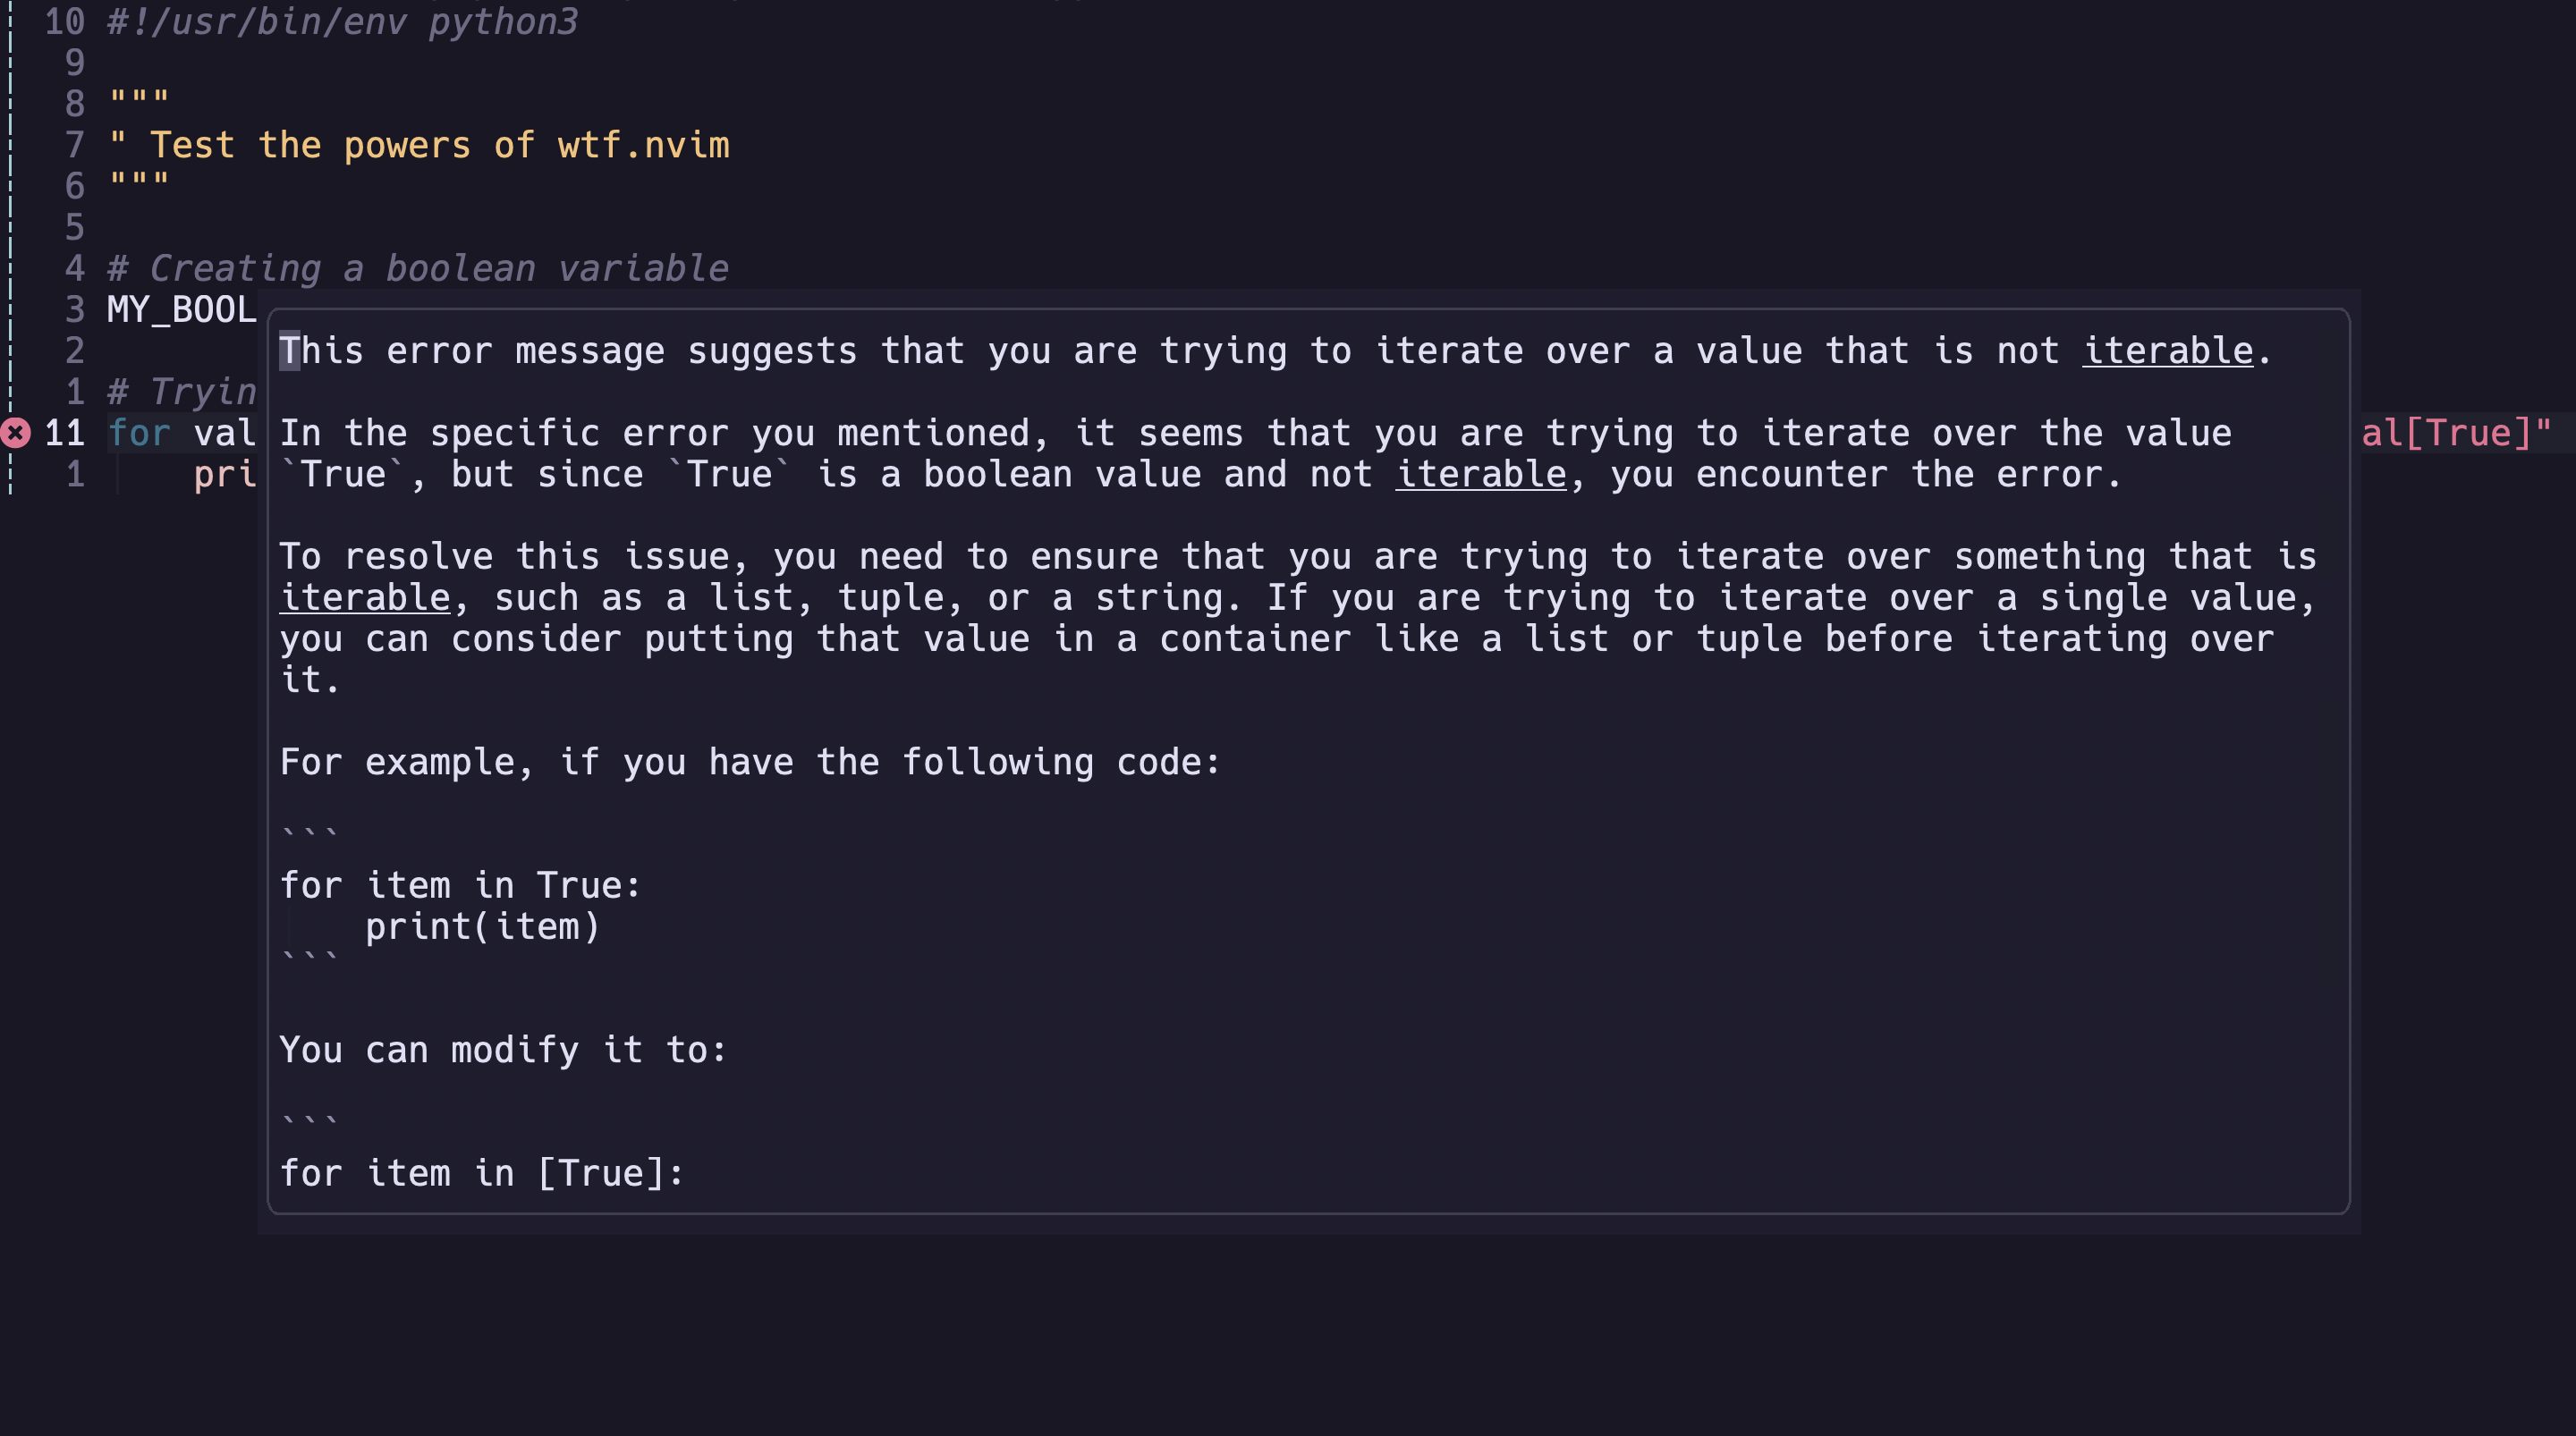 10 #!/usr/bin/env python3
9
8 """
7 " Test the powers of wtf.nvim
6 """
5
4 # Creating a boolean variable
3 MY_BOOL
2
1 # Tryin
11 for val al[True]"
1 pri
This error message suggests that you are trying to iterate over a value that is not iterable.
In the specific error you mentioned, it seems that you are trying to iterate over the value
`True`, but since `True` is a boolean value and not iterable, you encounter the error.
To resolve this issue, you need to ensure that you are trying to iterate over something that is
iterable, such as a list, tuple, or a string. If you are trying to iterate over a single value,
you can consider putting that value in a container like a list or tuple before iterating over
it.
For example, if you have the following code:
```
for item in True:
    print(item)
```
You can modify it to:
```
for item in [True]: